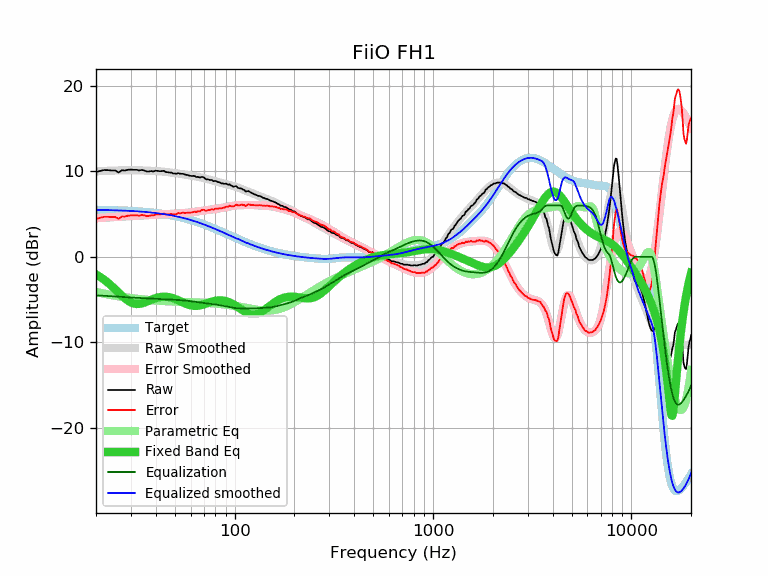 FiiO FH1
Amplitude (dBr)
20
10
0
−10
−20
Target
Raw Smoothed
Error Smoothed
Raw
Error
Parametric Eq
Fixed Band Eq
Equalization
Equalized smoothed
100
1000
10000
Frequency (Hz)